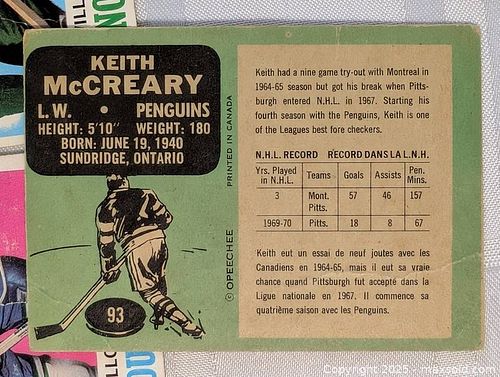 KEITH
McCREARY
L.W. • PENGUINS
HEIGHT: 5'10" WEIGHT: 180
BORN: JUNE 19, 1940
SUNDRIDGE, ONTARIO
PRINTED IN CANADA
© OPEECHEE
93
Keith had a nine game try-out with Montreal in
1964-65 season but got his break when Pitts-
burgh entered N.H.L. in 1967. Starting his
fourth season with the Penguins, Keith is one
of the Leagues best fore checkers.
N.H.L. RECORD RECORD DANS LA L.N.H.
Yrs. Played in N.H.L. Teams Goals Assists Pen. Mins.
3 Mont. Pitts. 57 46 157
1969-70 Pitts. 18 8 67
Keith eut un essai de neuf joutes avec les
Canadiens en 1964-65, mais il eut sa vraie
chance quand Pittsburgh fut accepté dans la
Ligue nationale en 1967. Il commence sa
quatrième saison avec les Penguins.
Copyright 2025 - maxsold.com